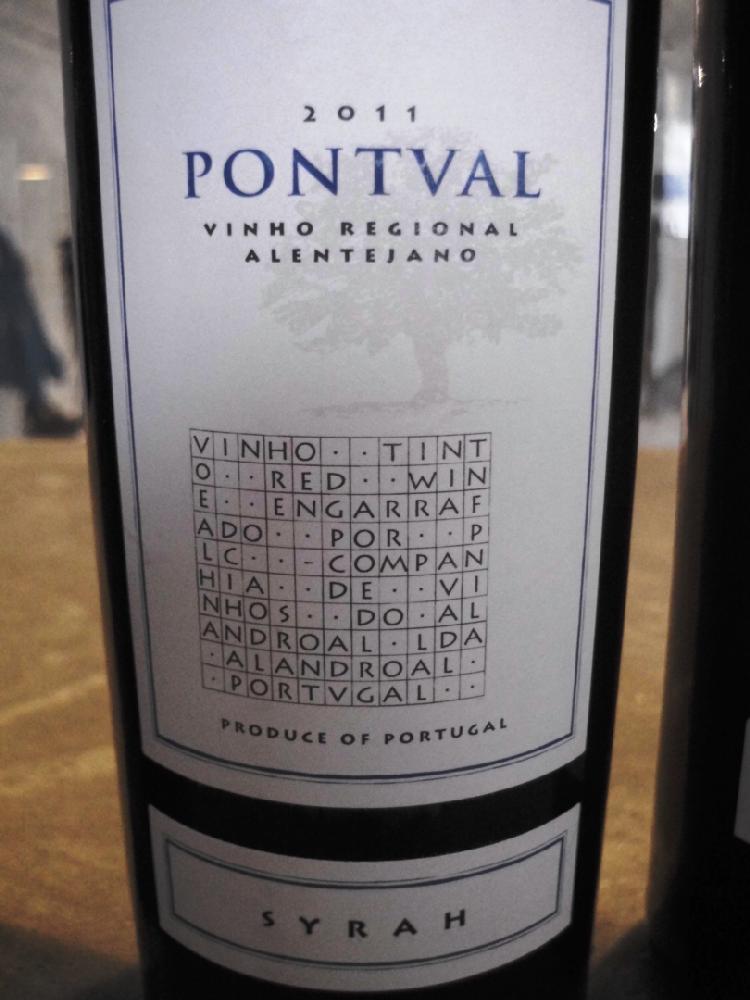 2011
PONTVAL
VINHO REGIONAL
ALENTEJANO
VINHO··TINT
O··RED··WIN
E··ENGARRAF
ADO··POR··P
LC··-COMPAN
HIA··DE··VI
NHOS··DO·AL
ANDROAL·LDA
·ALANDROAL·
·PORTVGAL··
PRODUCE OF PORTUGAL
SYRAH